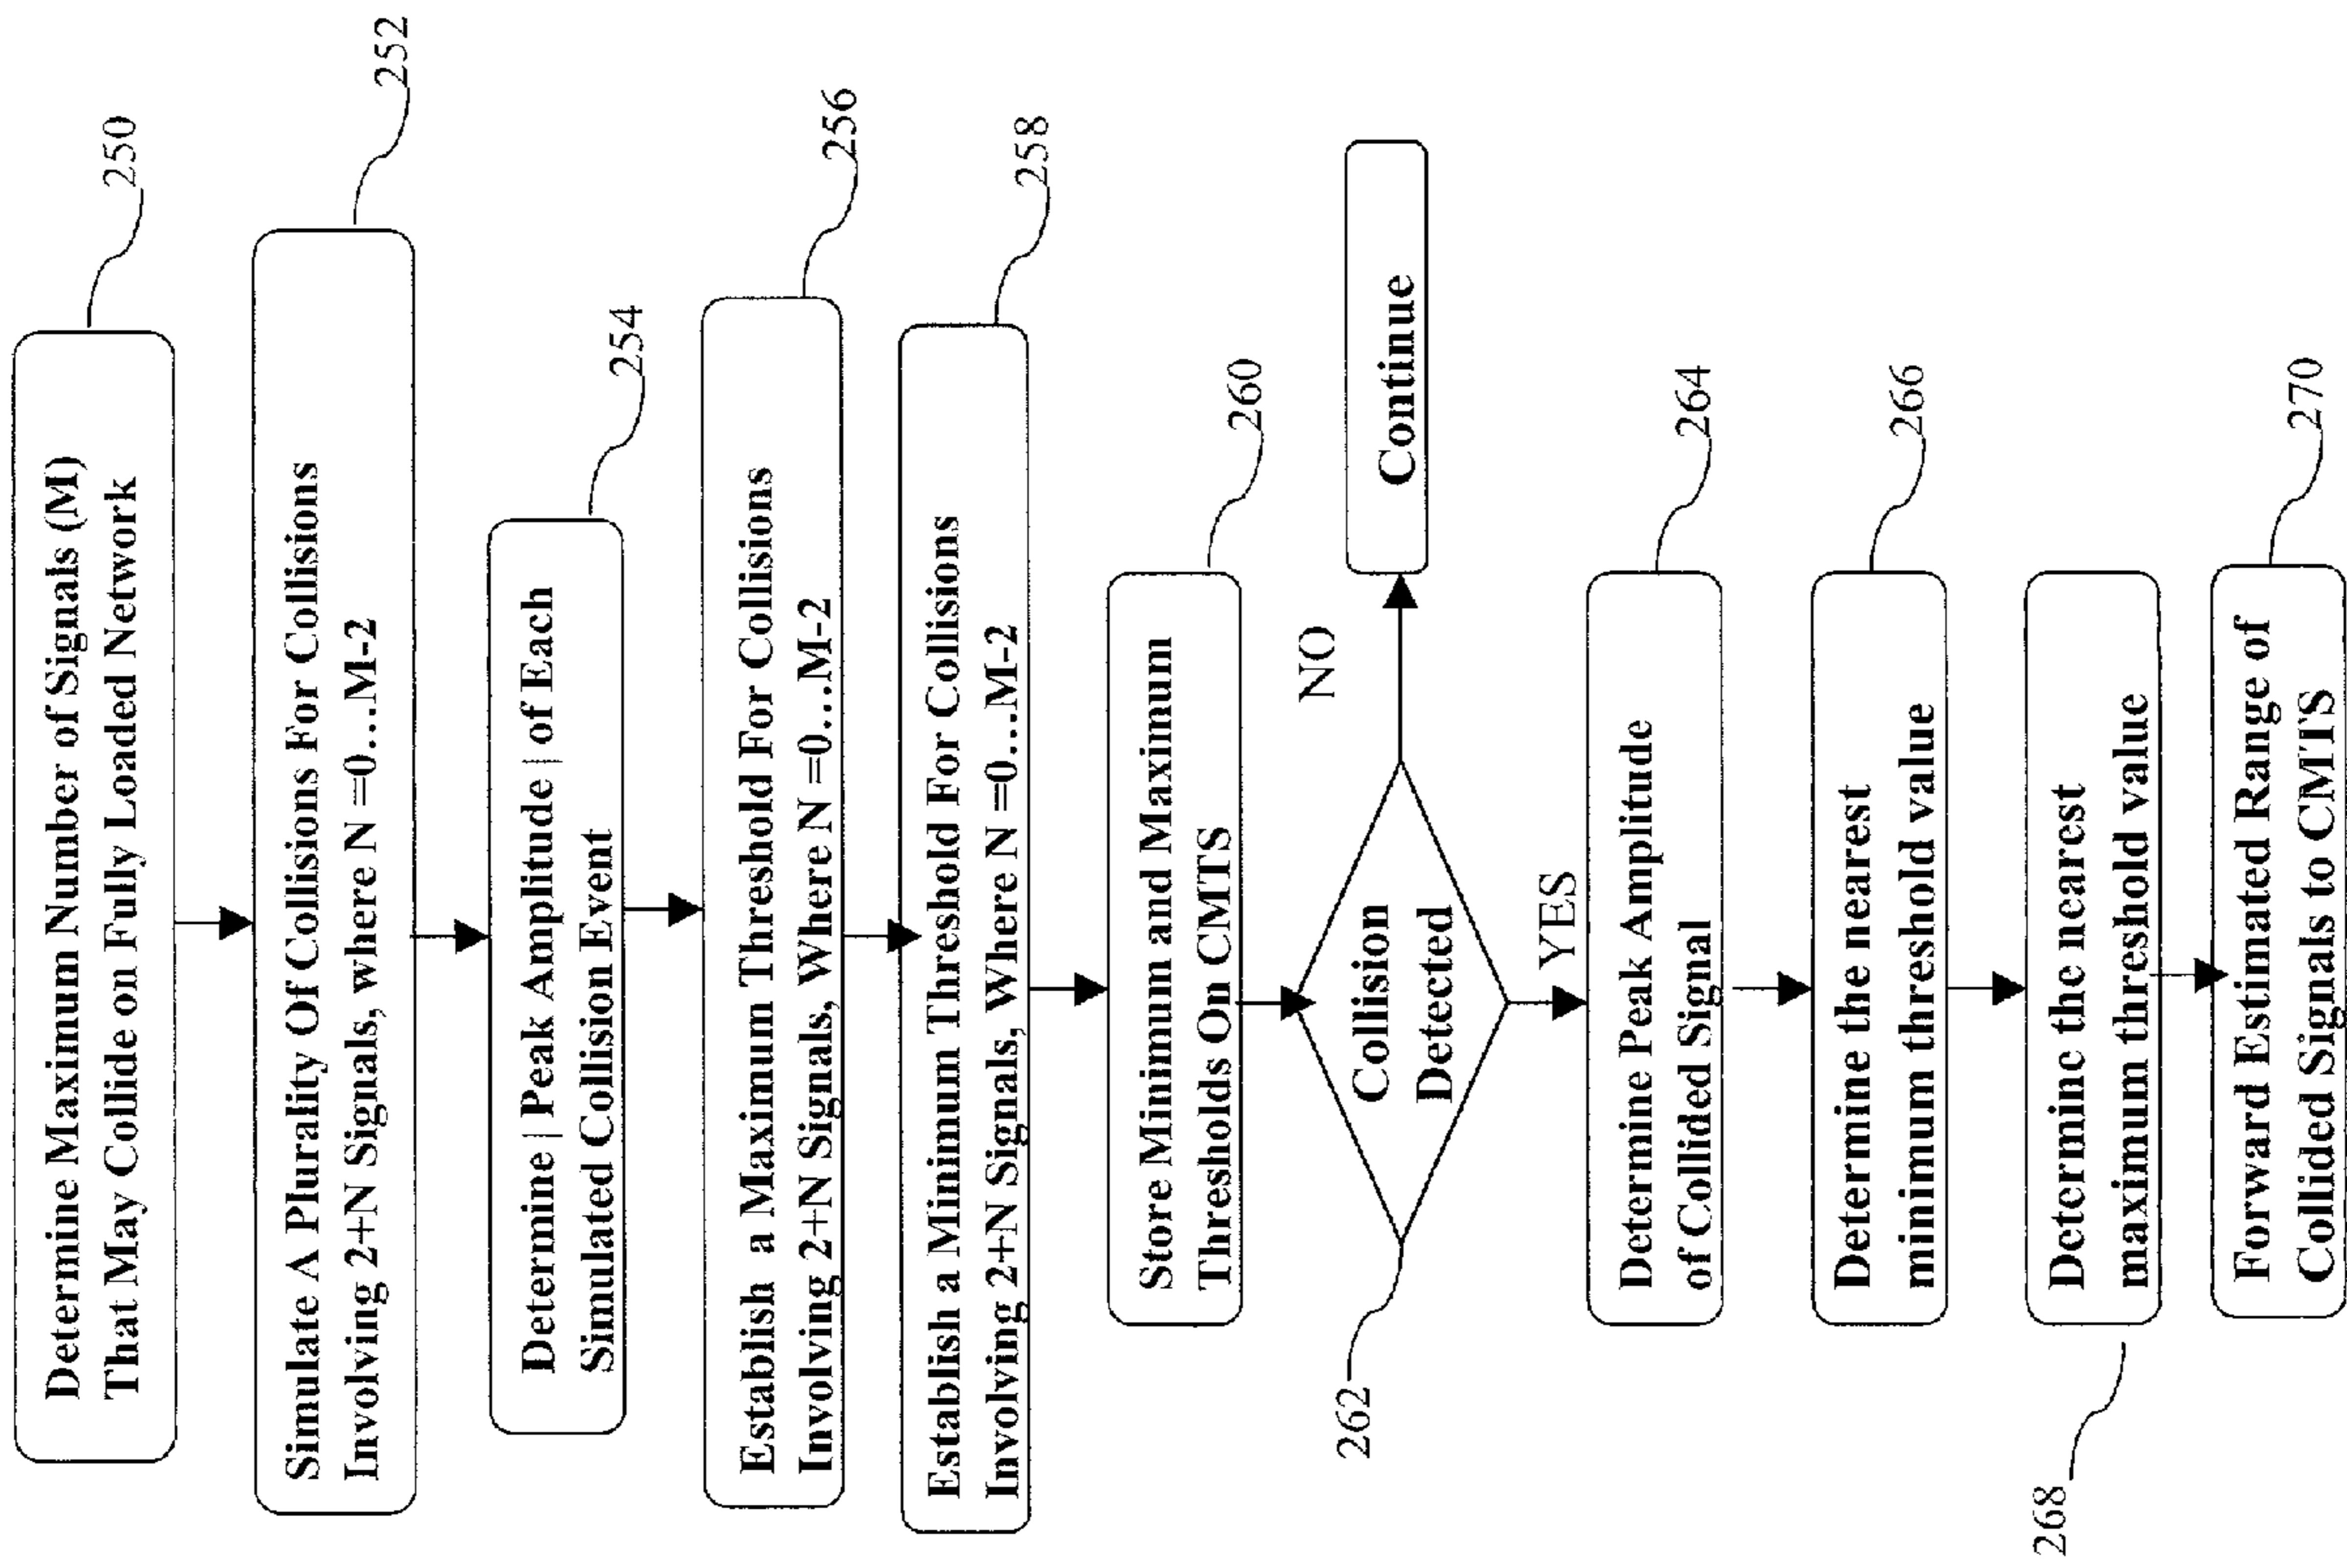 Determine Maximum Number of Signals (M)
That May Collide on Fully Loaded Network
250
Simulate A Plurality Of Collisions For Collisions
Involving 2+N Signals, where N =0...M-2
252
Determine | Peak Amplitude | of Each
Simulated Collision Event
254
Establish a Maximum Threshold For Collisions
Involving 2+N Signals, Where N =0...M-2
256
Establish a Minimum Threshold For Collisions
Involving 2+N Signals, Where N =0...M-2
258
Store Minimum and Maximum
Thresholds On CMTS
260
Collision
Detected
262
NO
Continue
YES
Determine Peak Amplitude
of Collided Signal
264
Determine the nearest
minimum threshold value
266
Determine the nearest
maximum threshold value
268
Forward Estimated Range of
Collided Signals to CMTS
270